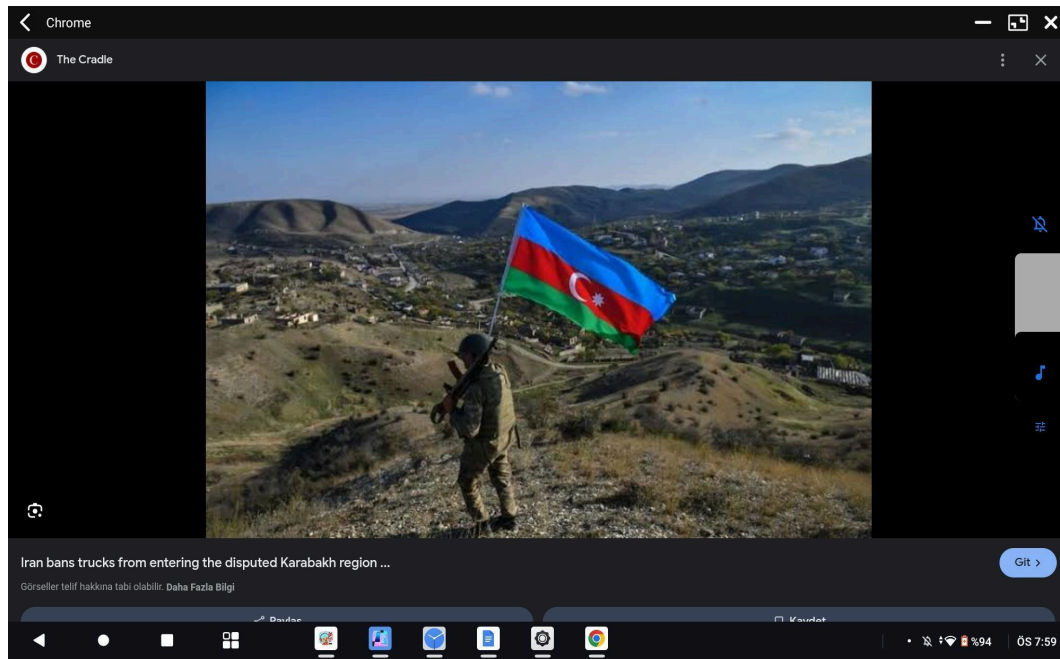 Chrome
The Cradle
Iran bans trucks from entering the disputed Karabakh region ...
Git >
Görseller telif hakkına tabi olabilir. Daha Fazla Bilgi
Paylaş
Kaydet
%94
ÖS 7:59